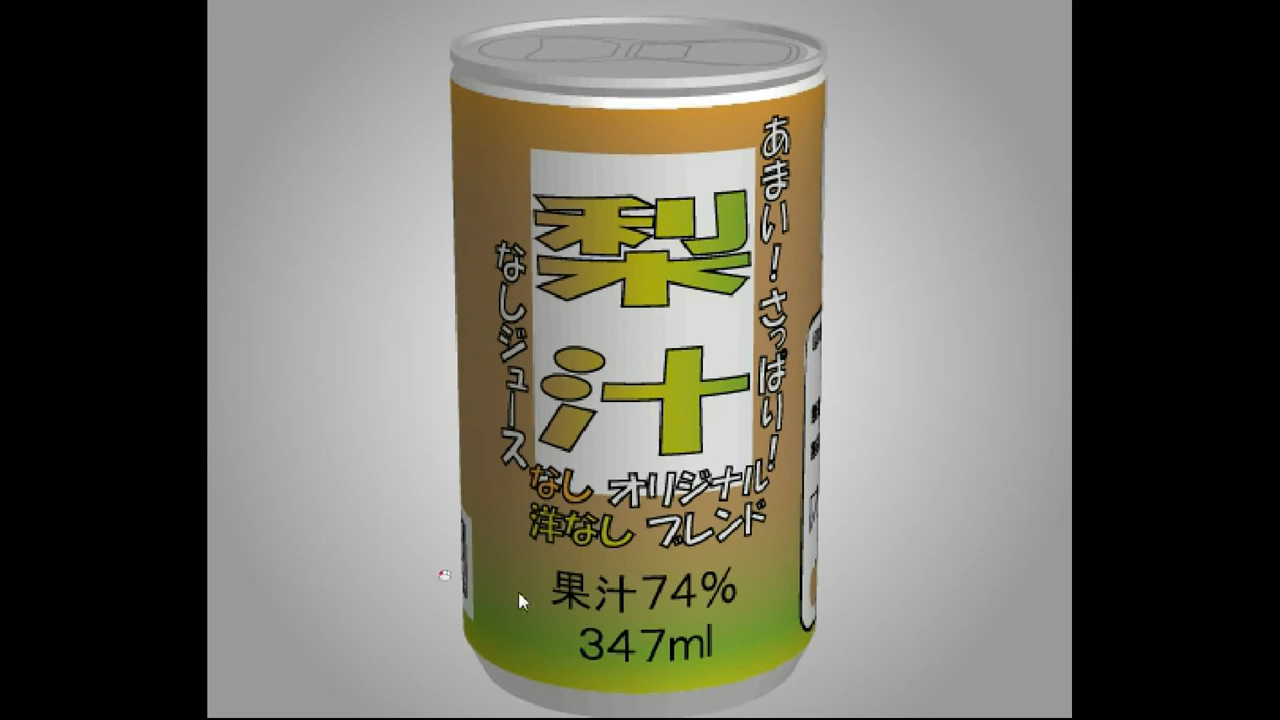 あまい!さっぱり!
梨
汁
なしジュース
なし オリジナル
洋なし ブレンド
果汁74%
347ml